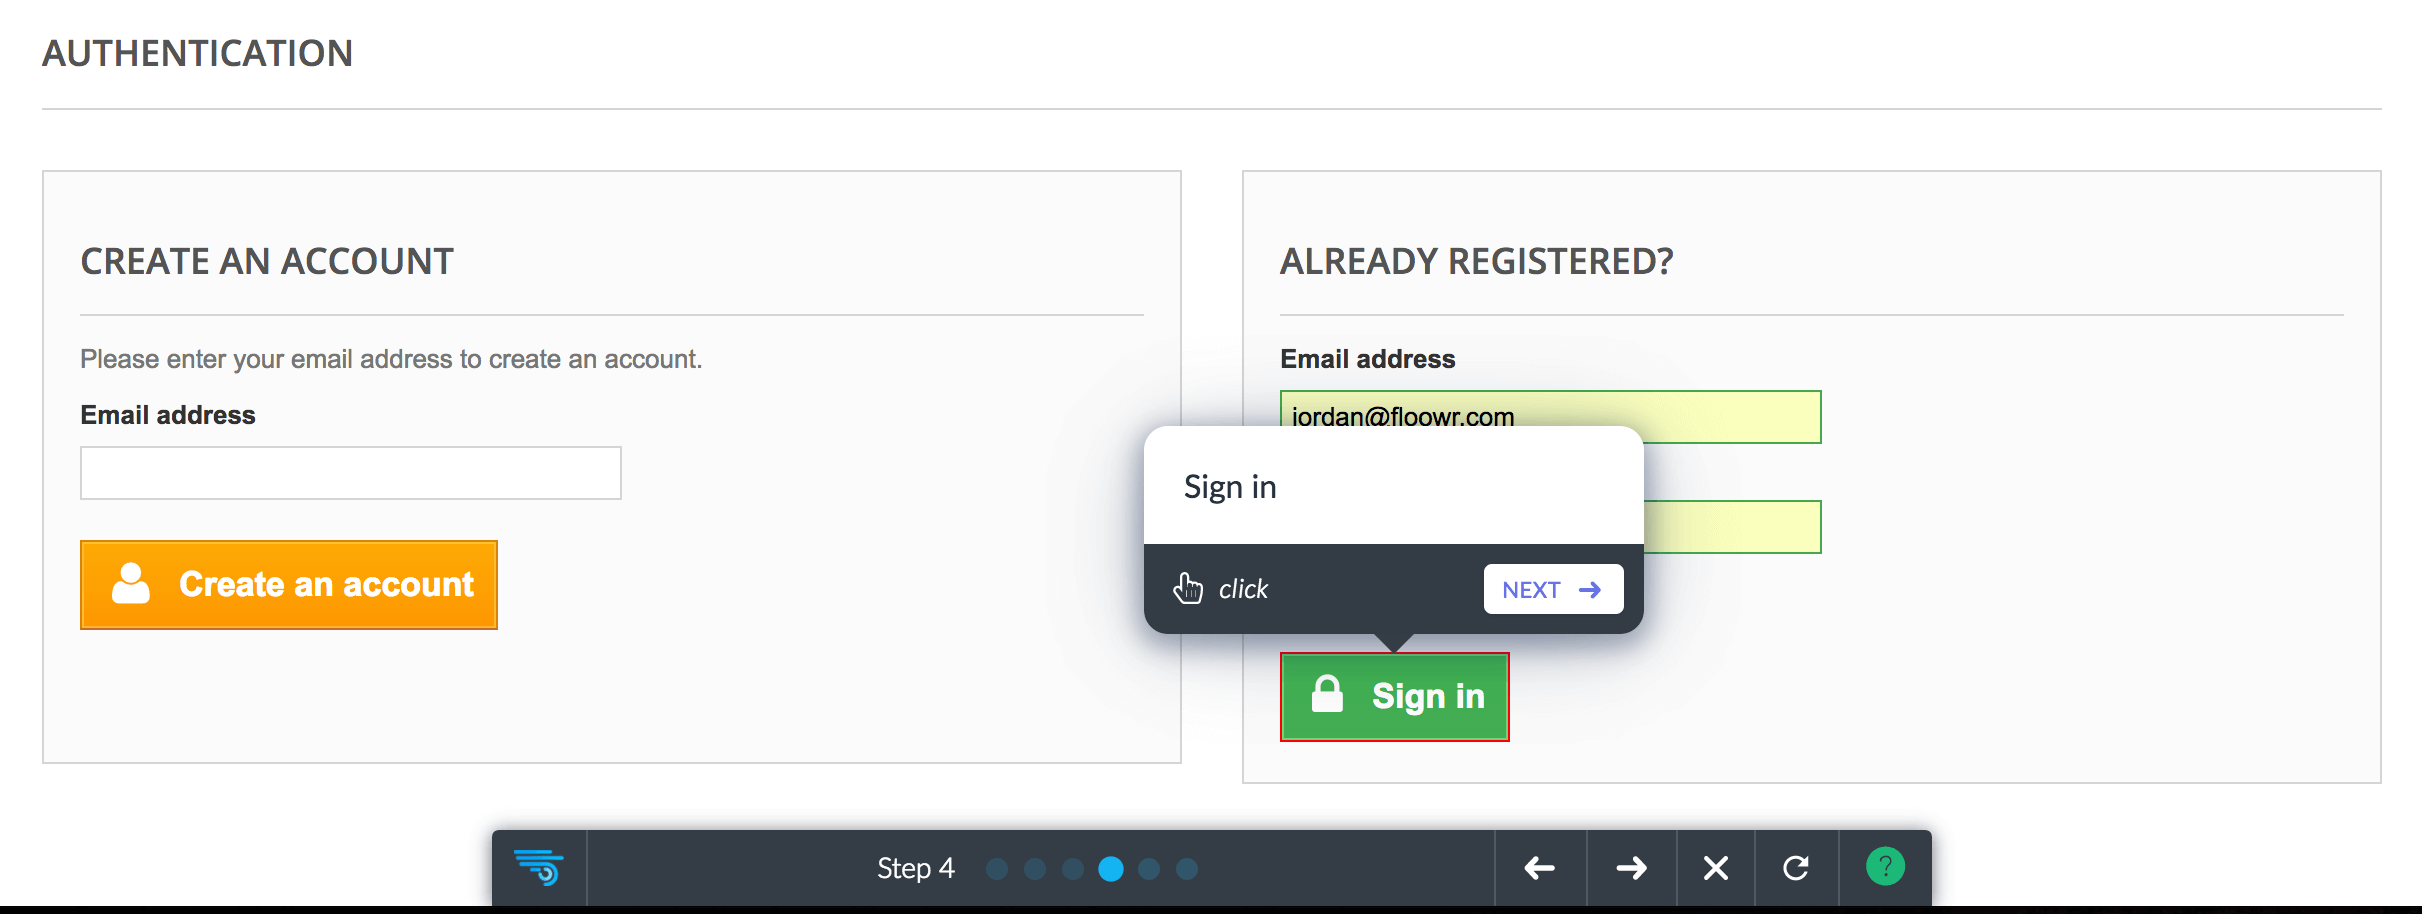 AUTHENTICATION
CREATE AN ACCOUNT
Please enter your email address to create an account.
Email address
Create an account
ALREADY REGISTERED?
Email address
jordan@floowr.com
Sign in
click
NEXT
Sign in
Step 4
?